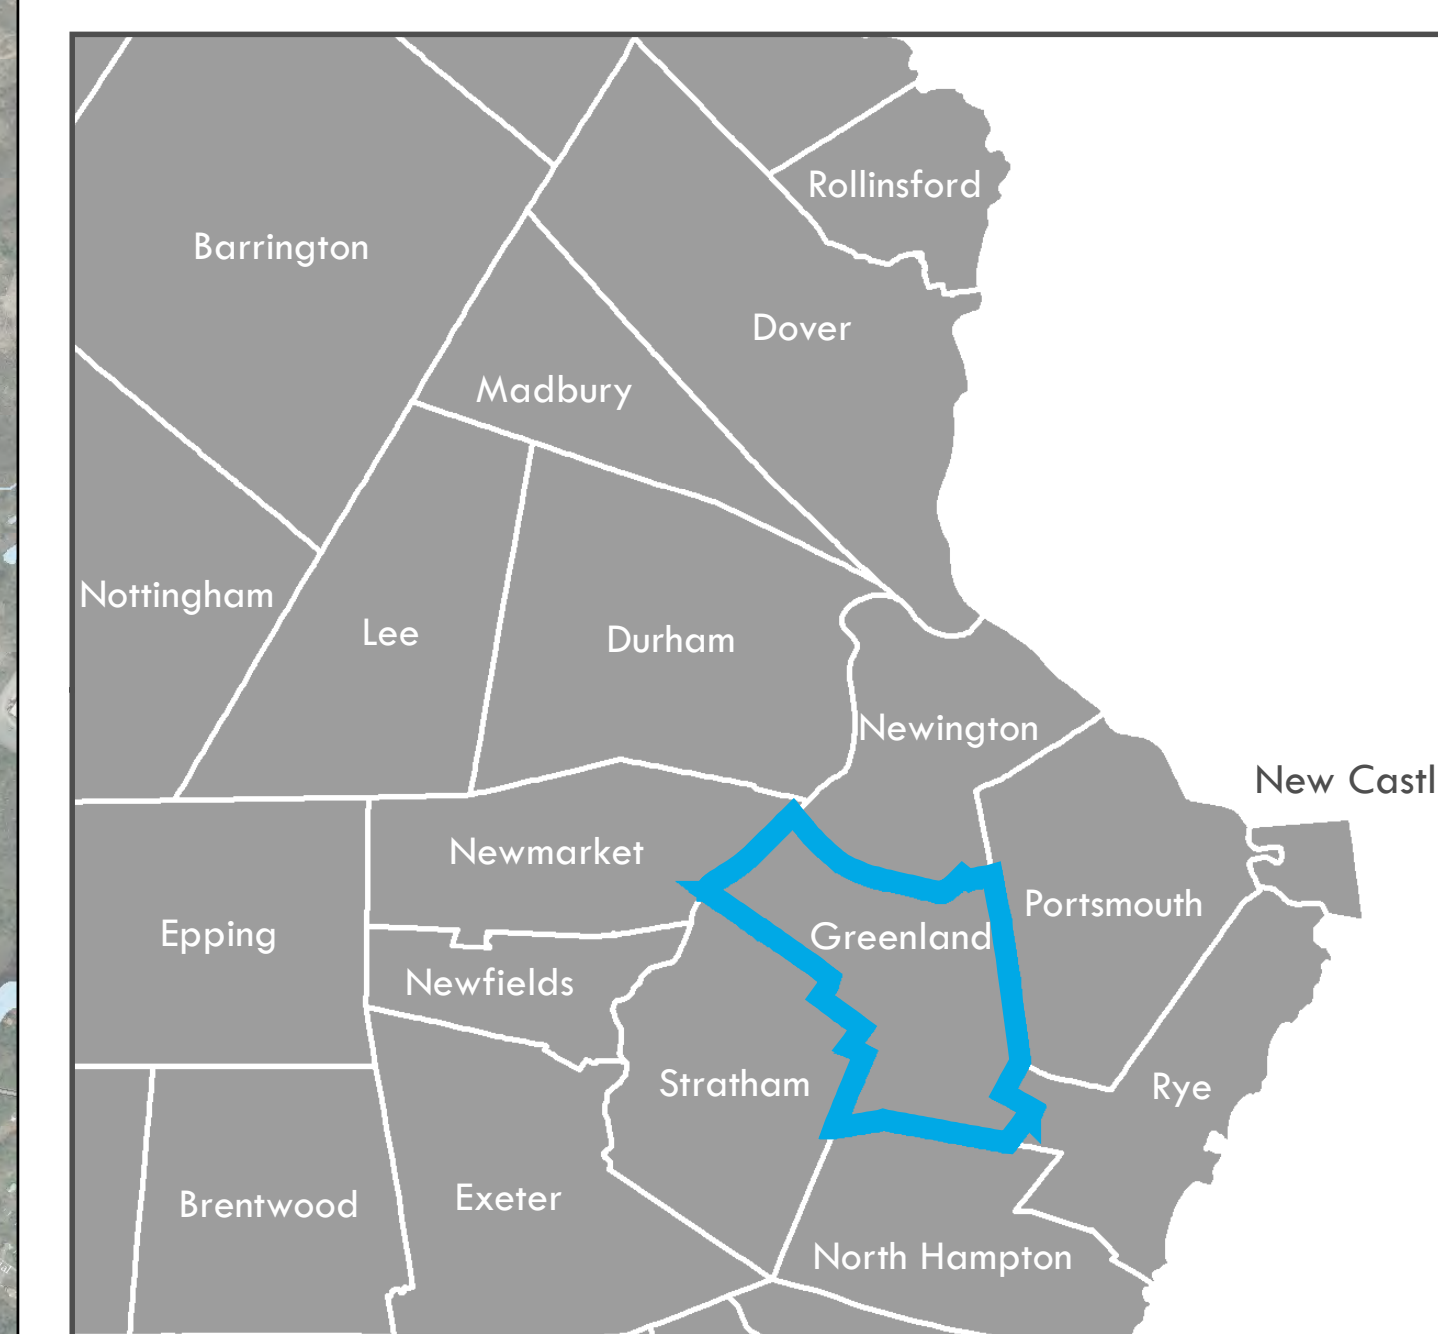 Rollinsford
Barrington
Dover
Madbury
Nottingham
Lee
Durham
Newington
New Castl
Newmarket
Portsmouth
Epping
Greenland
Newfields
Stratham
Rye
Exeter
Brentwood
North Hampton